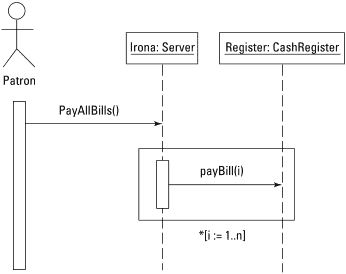 Irona: Server
Register: CashRegister
Patron
PayAllBills()
payBill(i)
*[i := 1..n]